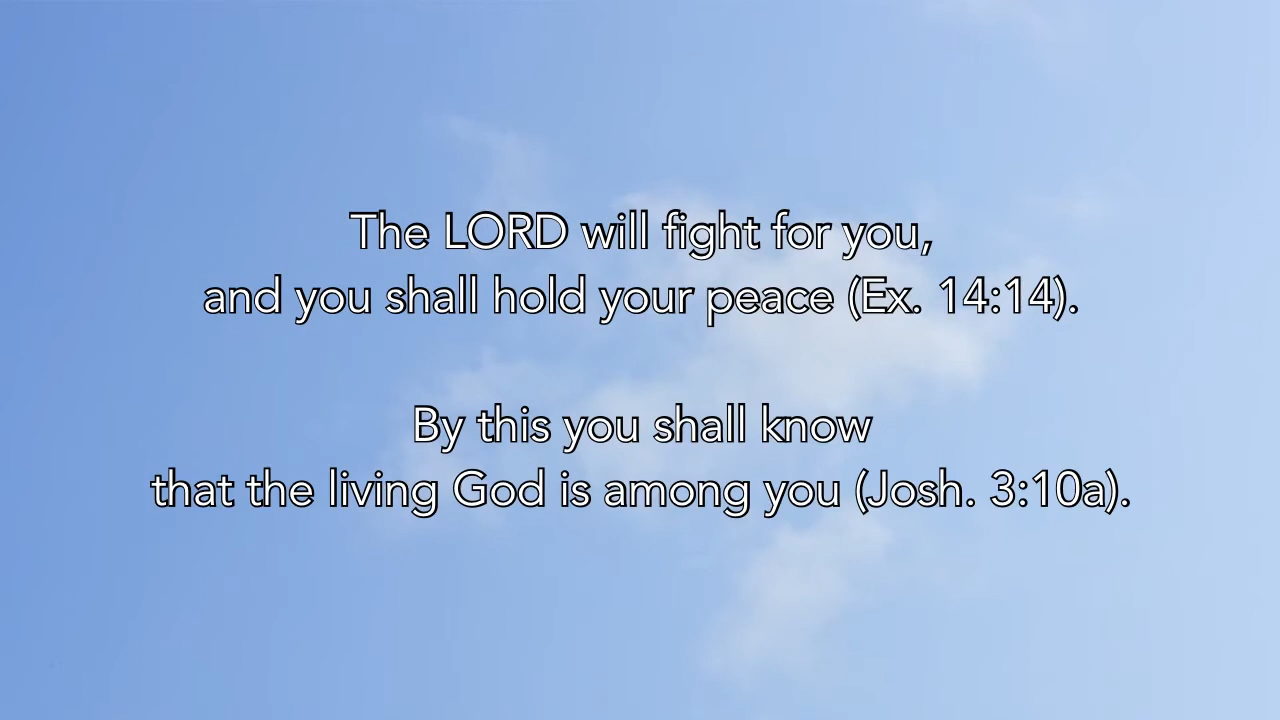 The LORD will fight for you,
and you shall hold your peace (Ex. 14:14).
By this you shall know
that the living God is among you (Josh. 3:10a).